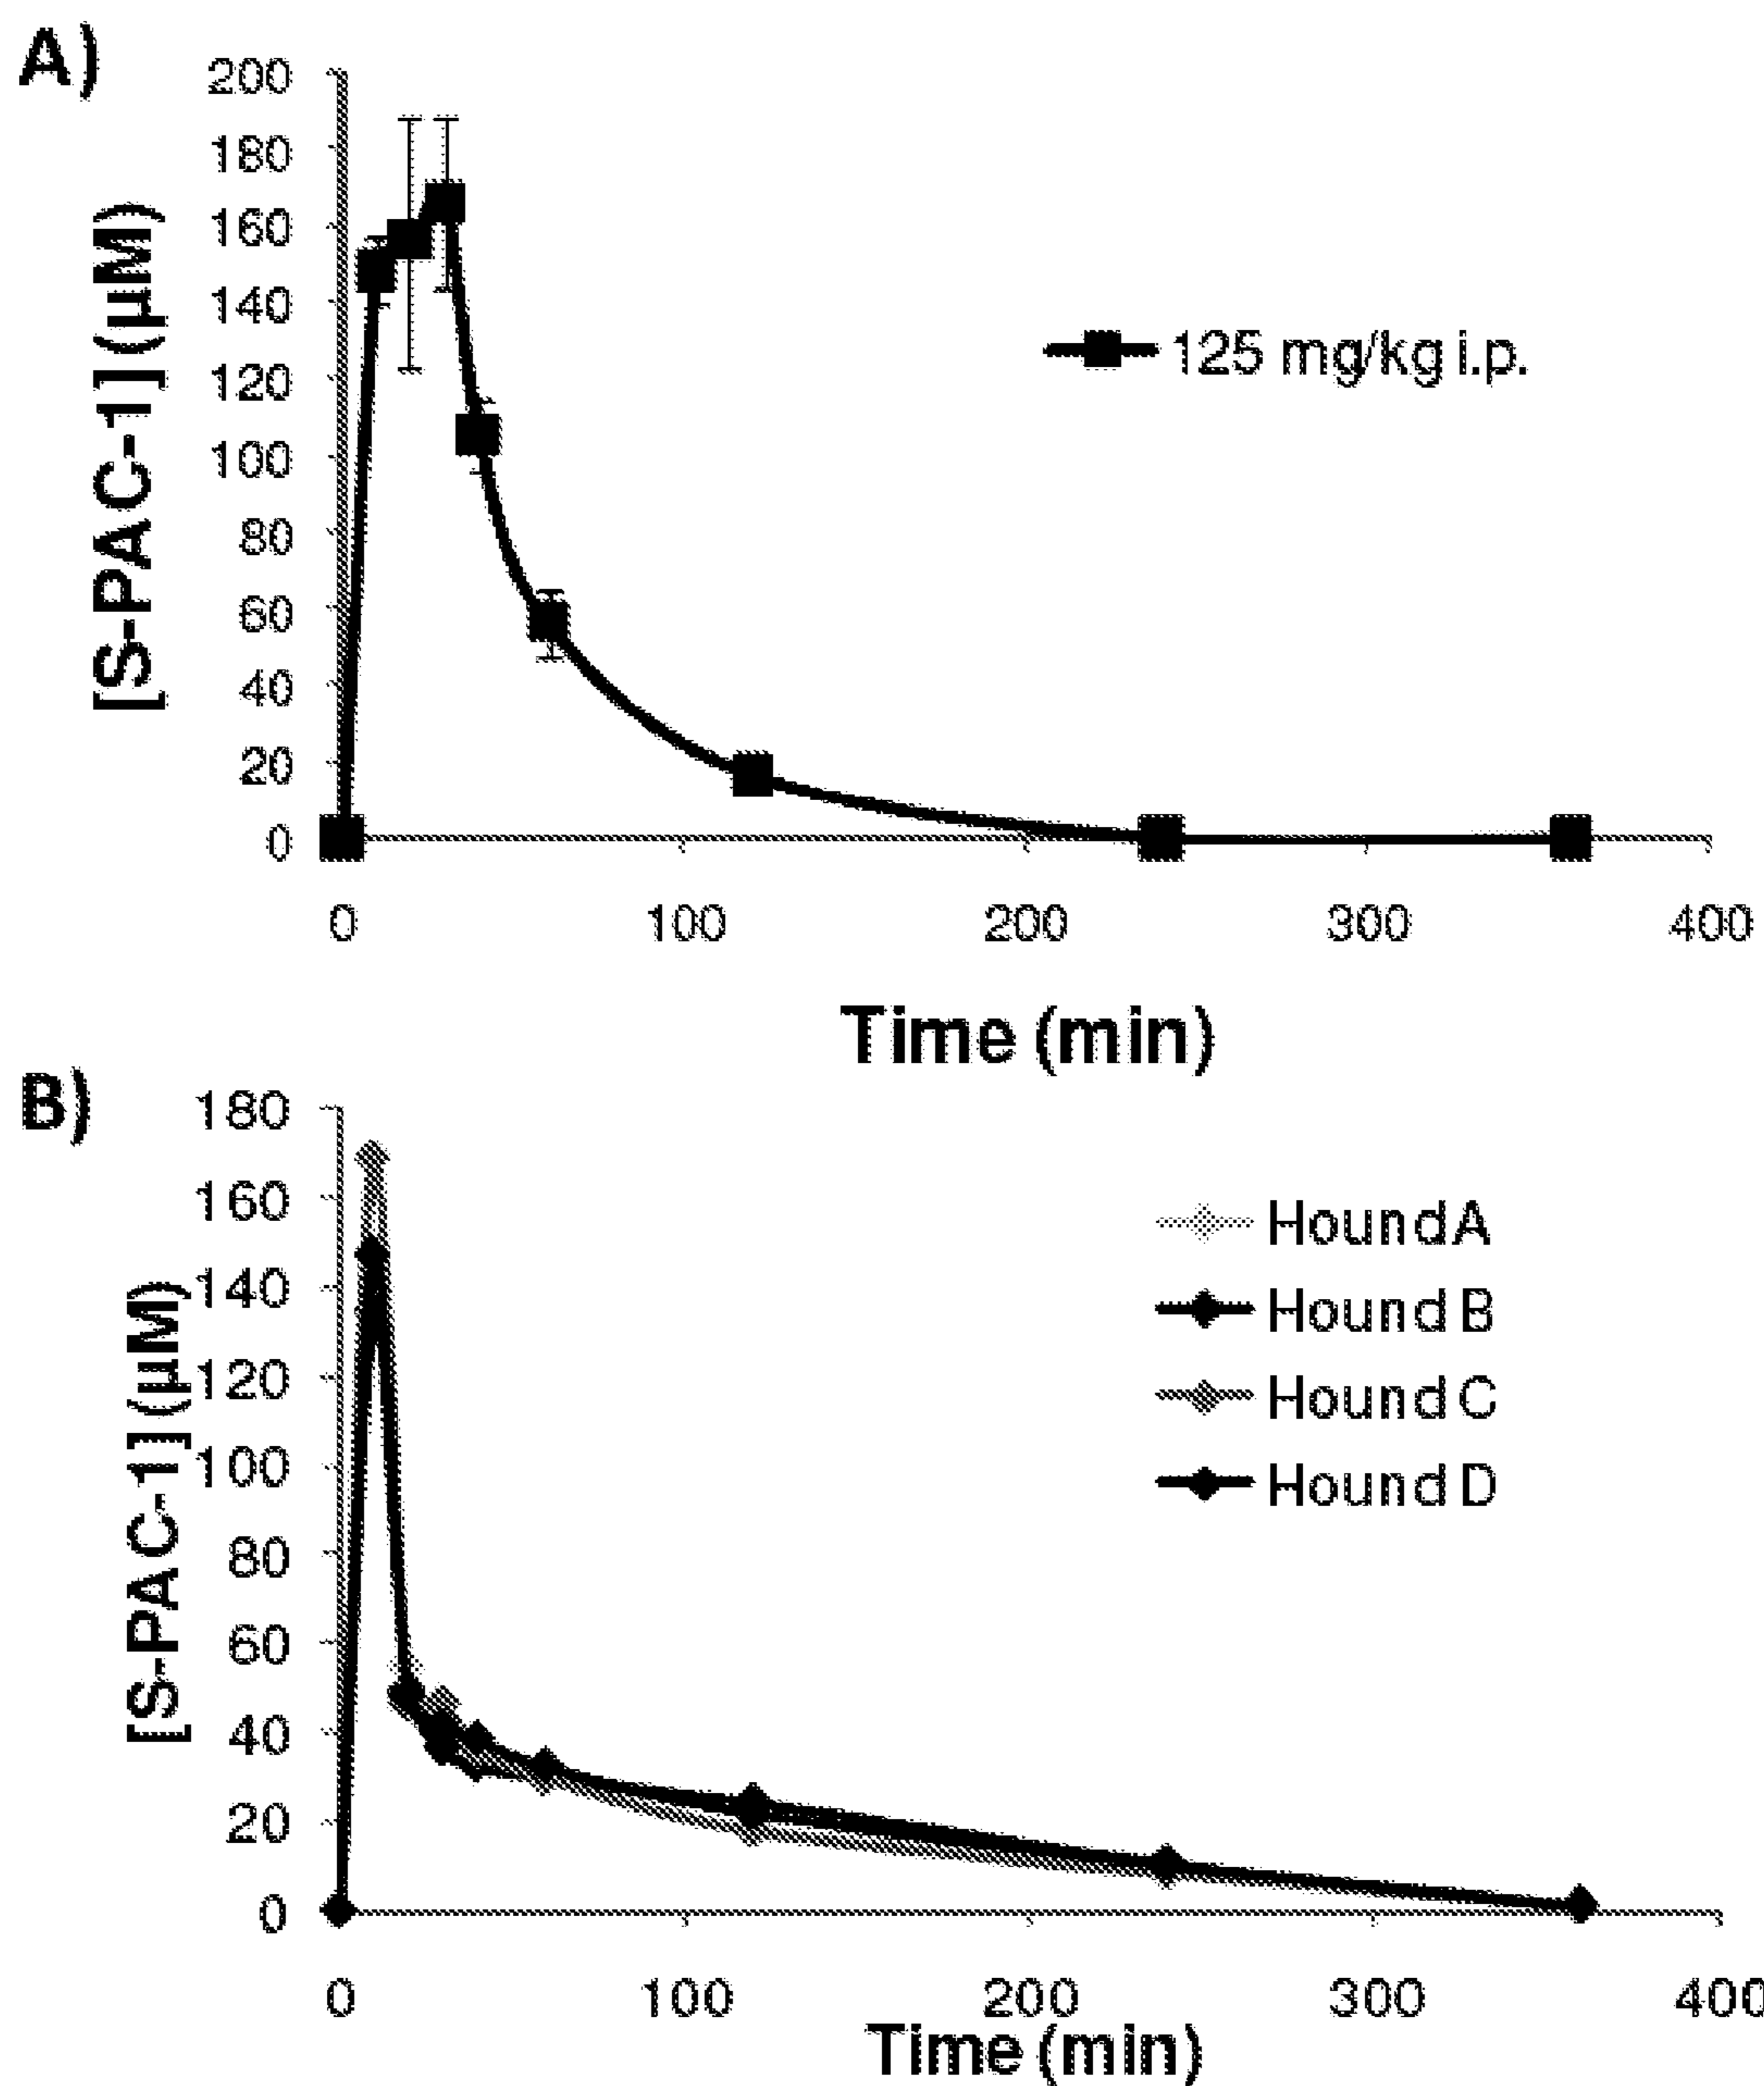 A)
[S-PAC-1] (µM)
200
180
160
140
120
100
80
60
40
20
0
125 mg/kg i.p.
0 100 200 300 400
Time (min)
B)
[S-PAC-1] (µM)
180
160
140
120
100
80
60
40
20
0
Hound A
Hound B
Hound C
Hound D
0 100 200 300 400
Time (min)